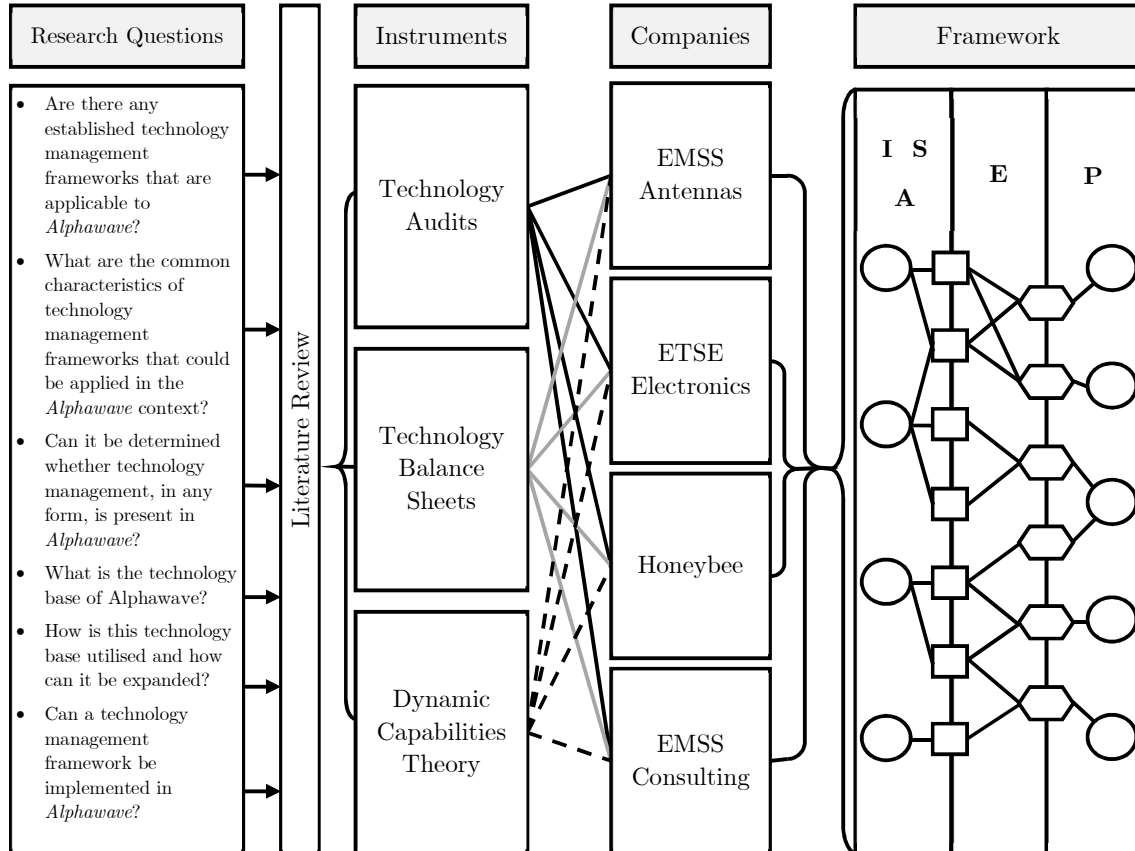 Research Questions
• Are there any
established technology
management
frameworks that are
applicable to
Alphawave?
• What are the common
characteristics of
technology
management
frameworks that could
be applied in the
Alphawave context?
• Can it be determined
whether technology
management, in any
form, is present in
Alphawave?
• What is the technology
base of Alphawave?
• How is this technology
base utilised and how
can it be expanded?
• Can a technology
management
framework be
implemented in
Alphawave?
Literature Review
Instruments
Technology
Audits
Technology
Balance
Sheets
Dynamic
Capabilities
Theory
Companies
EMSS
Antennas
ETSE
Electronics
Honeybee
EMSS
Consulting
Framework
I S
A
E
P